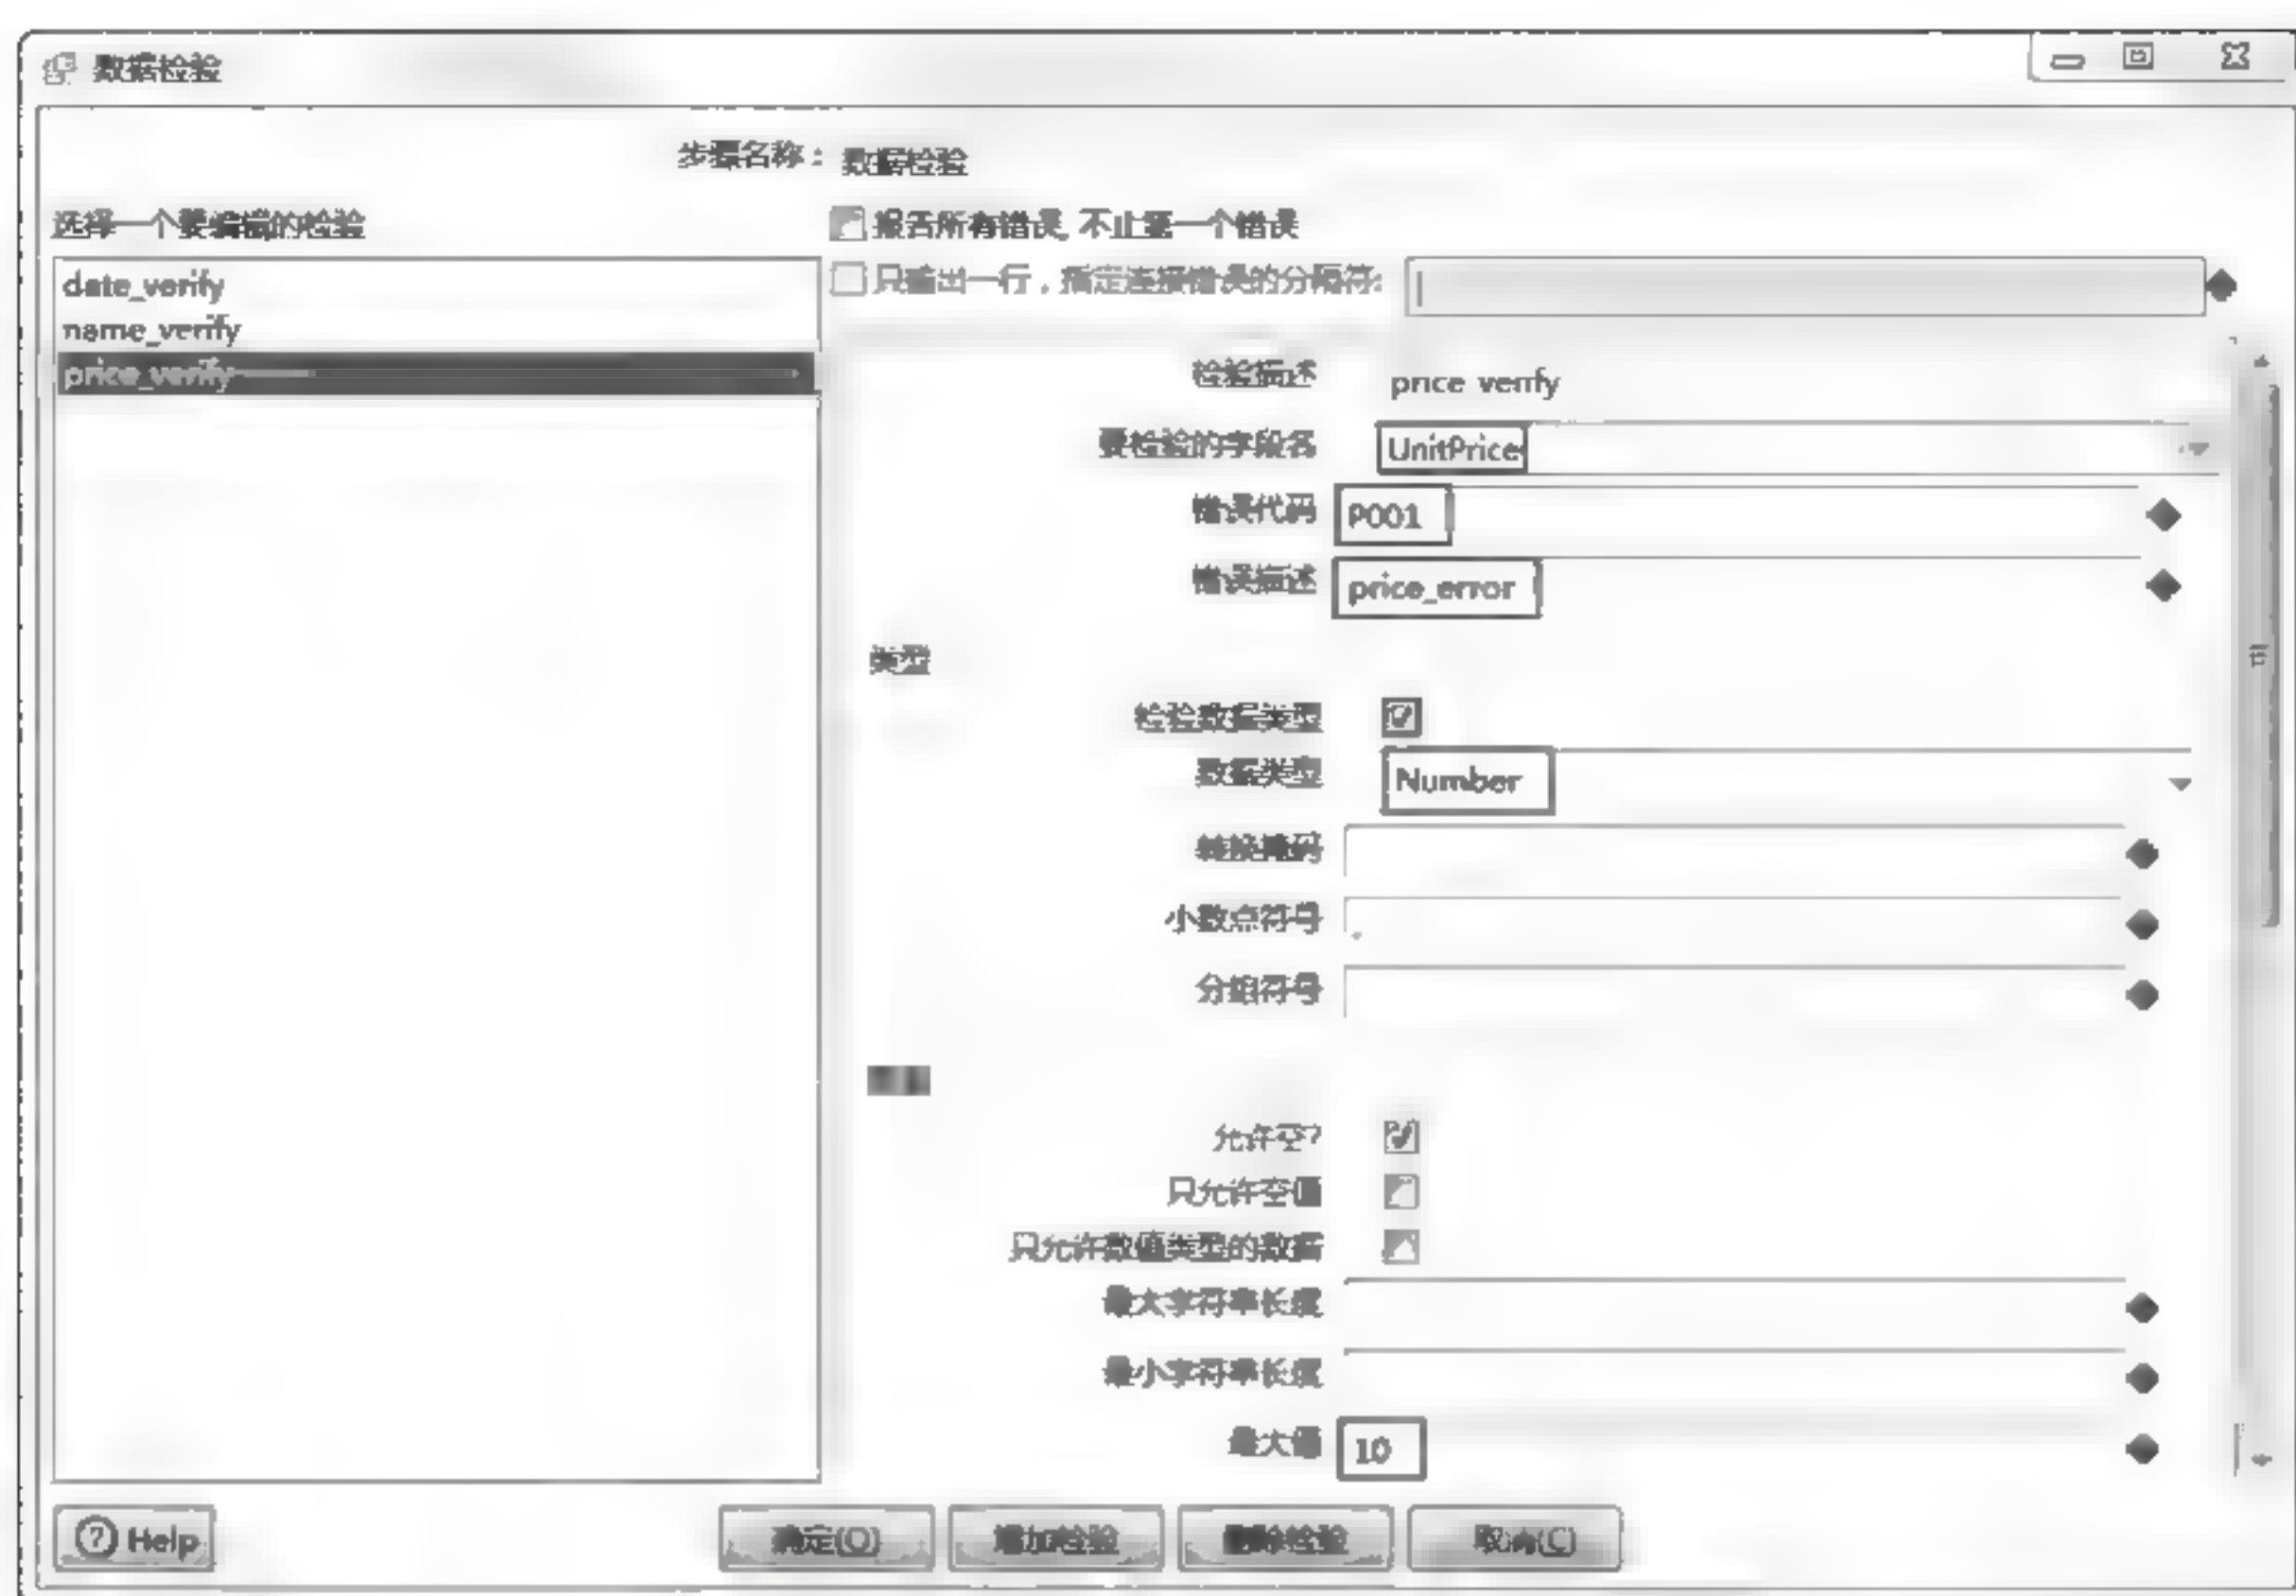 数据检验
步骤名称： 数据检验
选择一个要编辑的检验
报告所有错误, 不止第一个错误
只输出一行，指定连接错误的分隔符:
date_verify
name_verify
price_verify
检验描述 price verify
要检验的字段名 UnitPrice
错误代码 P001
错误描述 price_error
类型
检验数据类型
数据类型 Number
转换掩码
小数点符号
分组符号
允许空?
只允许空值
只允许数值类型的数据
最大字符串长度
最小字符串长度
最大值 10
Help 确定(O) 增加检验 删除检验 取消(C)